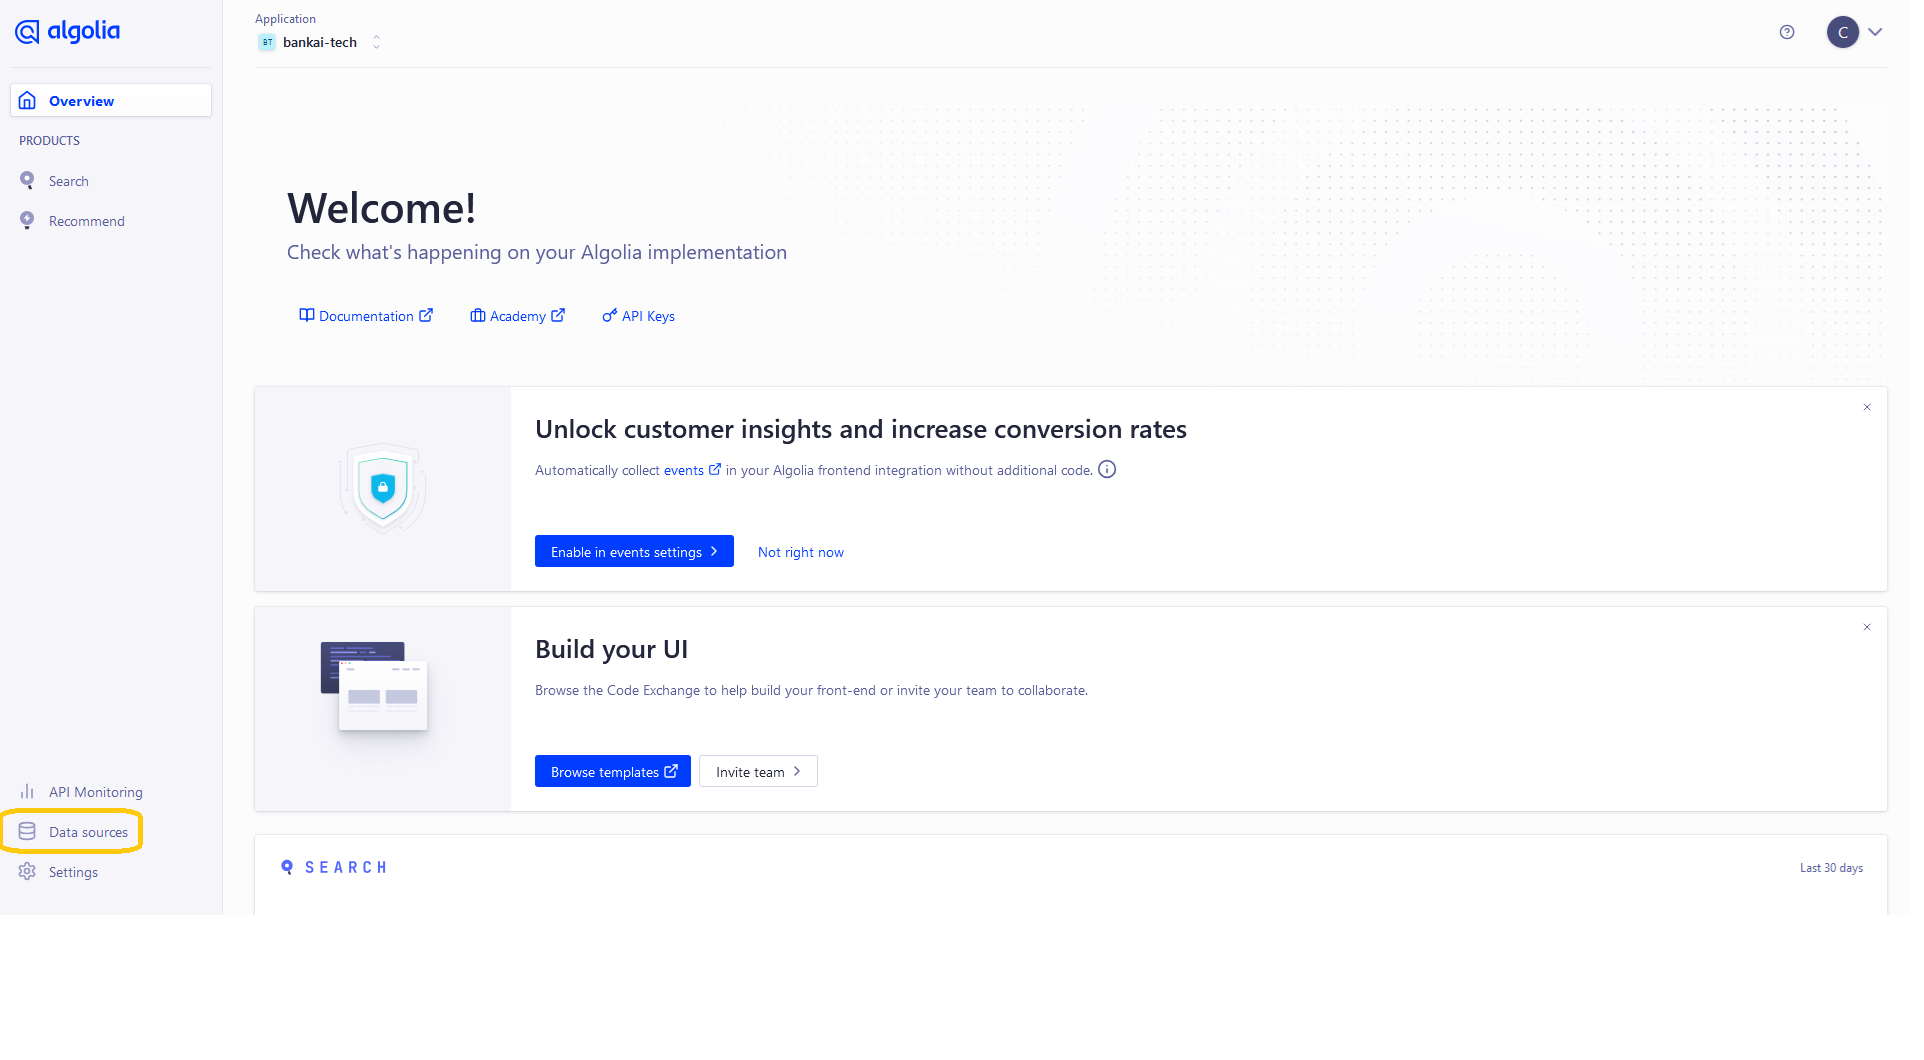 algolia
Application
BT bankai-tech
C
Overview
PRODUCTS
Search
Recommend
Welcome!
Check what's happening on your Algolia implementation
Documentation
Academy
API Keys
Unlock customer insights and increase conversion rates
Automatically collect events in your Algolia frontend integration without additional code.
Enable in events settings
Not right now
Build your UI
Browse the Code Exchange to help build your front-end or invite your team to collaborate.
Browse templates
Invite team
API Monitoring
Data sources
Settings
SEARCH
Last 30 days